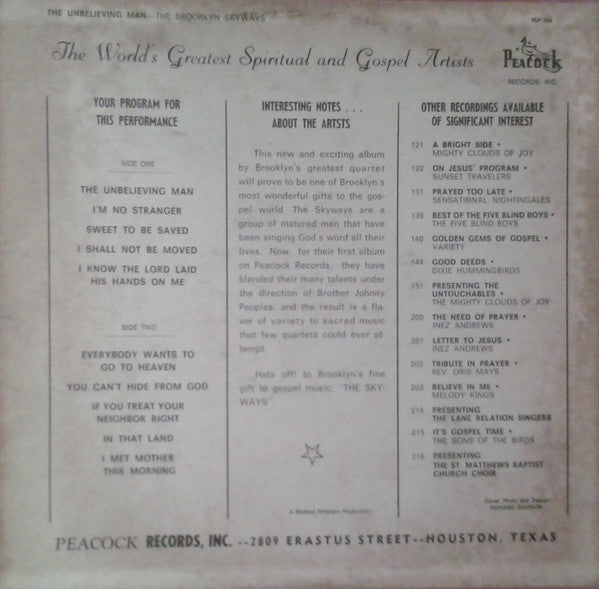 THE UNBELIEVING MAN--THE BROOKLYN SKYWAYS
The World's Greatest Spiritual and Gospel Artists
PEACOCK
RECORDS, INC.
YOUR PROGRAM FOR
THIS PERFORMANCE
SIDE ONE
THE UNBELIEVING MAN
I'M NO STRANGER
SWEET TO BE SAVED
I SHALL NOT BE MOVED
I KNOW THE LORD LAID
HIS HANDS ON ME
SIDE TWO
EVERYBODY WANTS TO
GO TO HEAVEN
YOU CAN'T HIDE FROM GOD
IF YOU TREAT YOUR
NEIGHBOR RIGHT
IN THAT LAND
I MET MOTHER
THIS MORNING
INTERESTING NOTES . . .
ABOUT THE ARTSTS
This new and exciting album
by Brooklyn's greatest quartet
will prove to be one of Brooklyn's
most wonderful gifts to the gos-
pel world. The Skyways are a
group of matured men that have
been singing God's word all their
lives. Now, for their first album
on Peacock Records, they have
blended their many talents under
the direction of Brother Johnny
Peoples, and the result is a fla-
vor of variety to sacred music
that few quartets could ever at-
tempt.
Hats off! to Brooklyn's fine
gift to gospel music, "THE SKY-
WAYS".
A Richard Simpson Production
OTHER RECORDINGS AVAILABLE
OF SIGNIFICANT INTEREST
121 A BRIGHT SIDE •
MIGHTY CLOUDS OF JOY
122 ON JESUS' PROGRAM •
SUNSET TRAVELERS
131 PRAYED TOO LATE •
SENSATIONAL NIGHTINGALES
139 BEST OF THE FIVE BLIND BOYS •
THE FIVE BLIND BOYS
140 GOLDEN GEMS OF GOSPEL •
VARIETY
144 GOOD DEEDS •
DIXIE HUMMINGBIRDS
151 PRESENTING THE
UNTOUCHABLES •
THE MIGHTY CLOUDS OF JOY
200 THE NEED OF PRAYER •
INEZ ANDREWS
201 LETTER TO JESUS •
INEZ ANDREWS
202 TRIBUTE IN PRAYER •
REV. ORIS MAYS
203 BELIEVE IN ME •
MELODY KINGS
214 PRESENTING
THE LANE RELATION SINGERS
215 IT'S GOSPEL TIME •
THE SONS OF THE BIRDS
216 PRESENTING
THE ST. MATTHEWS BAPTIST
CHURCH CHOIR
Cover Photo and Design
RICHARD SIMPSON
PEACOCK RECORDS, INC. --2809 ERASTUS STREET--HOUSTON, TEXAS